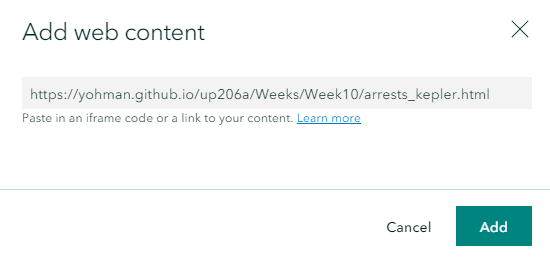 Add web content
https://yohman.github.io/up206a/Weeks/Week10/arrests_kepler.html
Paste in an iframe code or a link to your content. Learn more
Cancel Add